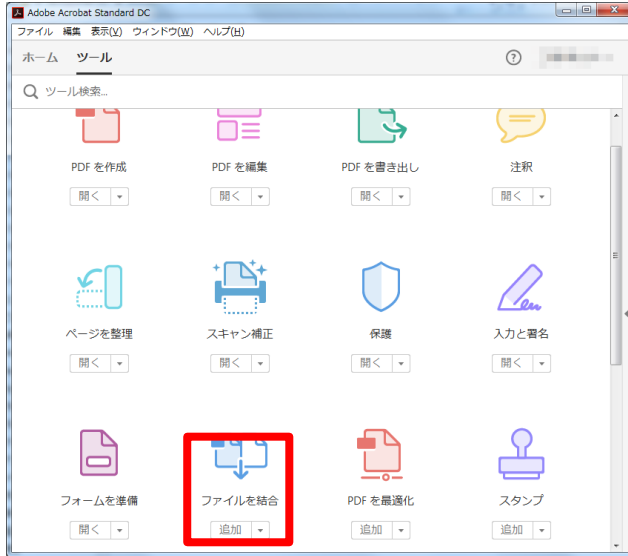 Adobe Acrobat Standard DC
ファイル 編集 表示(V) ウィンドウ(W) ヘルプ(H)
ホーム ツール
ツール検索...
PDF を作成 PDF を編集 PDF を書き出し 注釈
開く 開く 開く 開く
ページを整理 スキャン補正 保護 入力と署名
開く 開く 開く 開く
フォームを準備 ファイルを結合 PDF を最適化 スタンプ
開く 追加 追加 追加